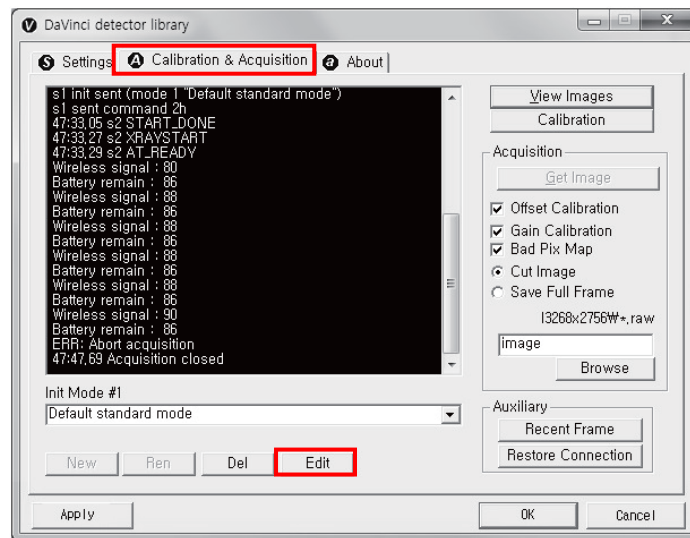 DaVinci detector library
Settings
Calibration & Acquisition
About
s1 init sent (mode 1 "Default standard mode")
s1 sent command 2h
47:33,05 s2 START_DONE
47:33,27 s2 XRAYSTART
47:33,29 s2 AT_READY
Wireless signal : 80
Battery remain : 86
Wireless signal : 88
Battery remain : 86
Wireless signal : 88
Battery remain : 86
Wireless signal : 88
Battery remain : 86
Wireless signal : 88
Battery remain : 86
Wireless signal : 90
Battery remain : 86
ERR: Abort acquisition
47:47,69 Acquisition closed
Init Mode #1
Default standard mode
New
Ren
Del
Edit
View Images
Calibration
Acquisition
Get Image
Offset Calibration
Gain Calibration
Bad Pix Map
Cut Image
Save Full Frame
I3268x2756₩*,raw
image
Browse
Auxiliary
Recent Frame
Restore Connection
Apply
OK
Cancel